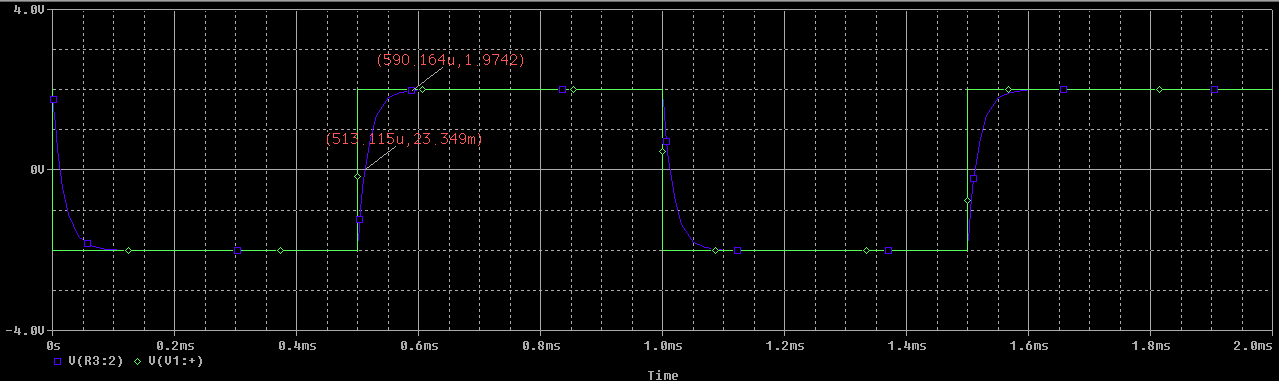 4.0V
(590.164u,1.9742)
(513.115u,23.349m)
0V
-4.0V
0s 0.2ms 0.4ms 0.6ms 0.8ms 1.0ms 1.2ms 1.4ms 1.6ms 1.8ms 2.0ms
V(R3:2) V(V1:+)
Time